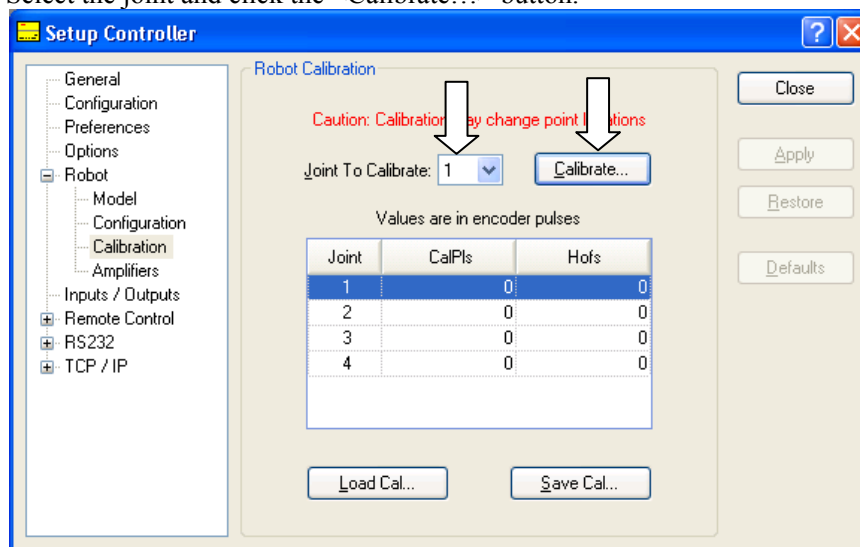 Select the joint and click the "Calibrate…" button.
Setup Controller
General
Configuration
Preferences
Options
Robot
Model
Configuration
Calibration
Amplifiers
Inputs / Outputs
Remote Control
RS232
TCP / IP
Robot Calibration
Caution: Calibration may change point locations
Joint To Calibrate: 1 Calibrate...
Values are in encoder pulses
Joint CalPls Hofs
1 0 0
2 0 0
3 0 0
4 0 0
Load Cal... Save Cal...
Close
Apply
Restore
Defaults